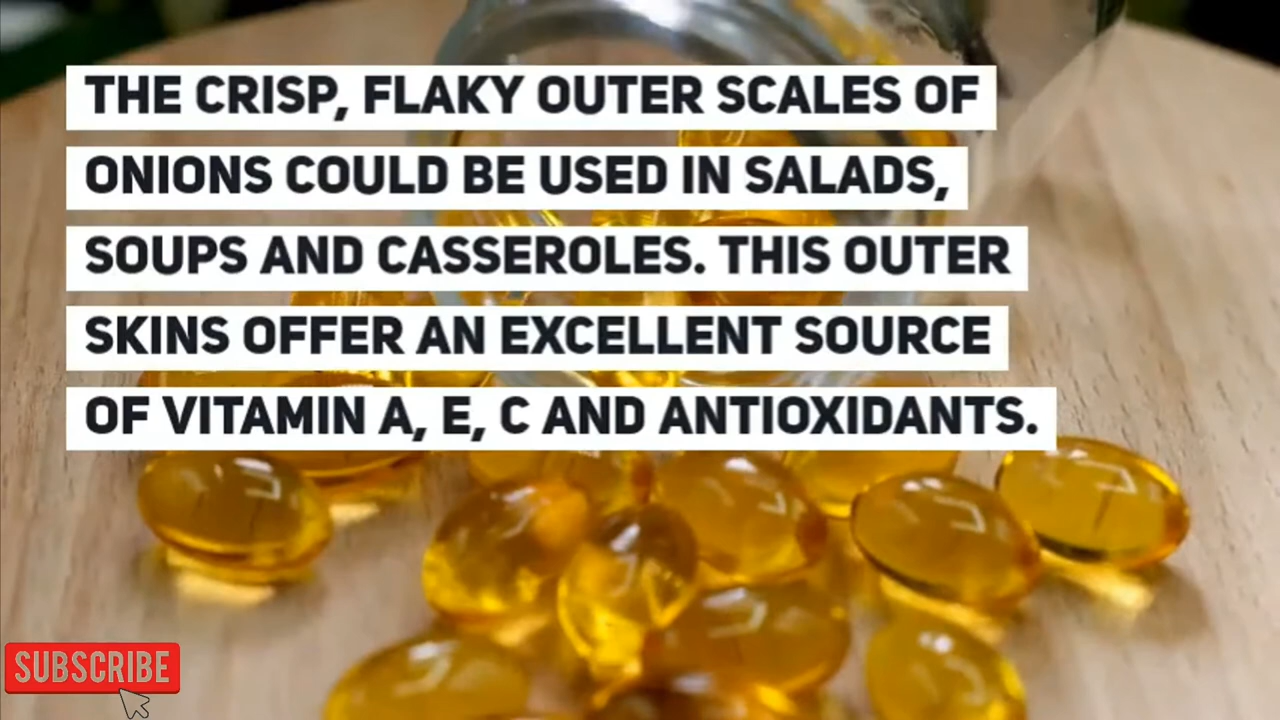 THE CRISP, FLAKY OUTER SCALES OF
ONIONS COULD BE USED IN SALADS,
SOUPS AND CASSEROLES. THIS OUTER
SKINS OFFER AN EXCELLENT SOURCE
OF VITAMIN A, E, C AND ANTIOXIDANTS.
SUBSCRIBE